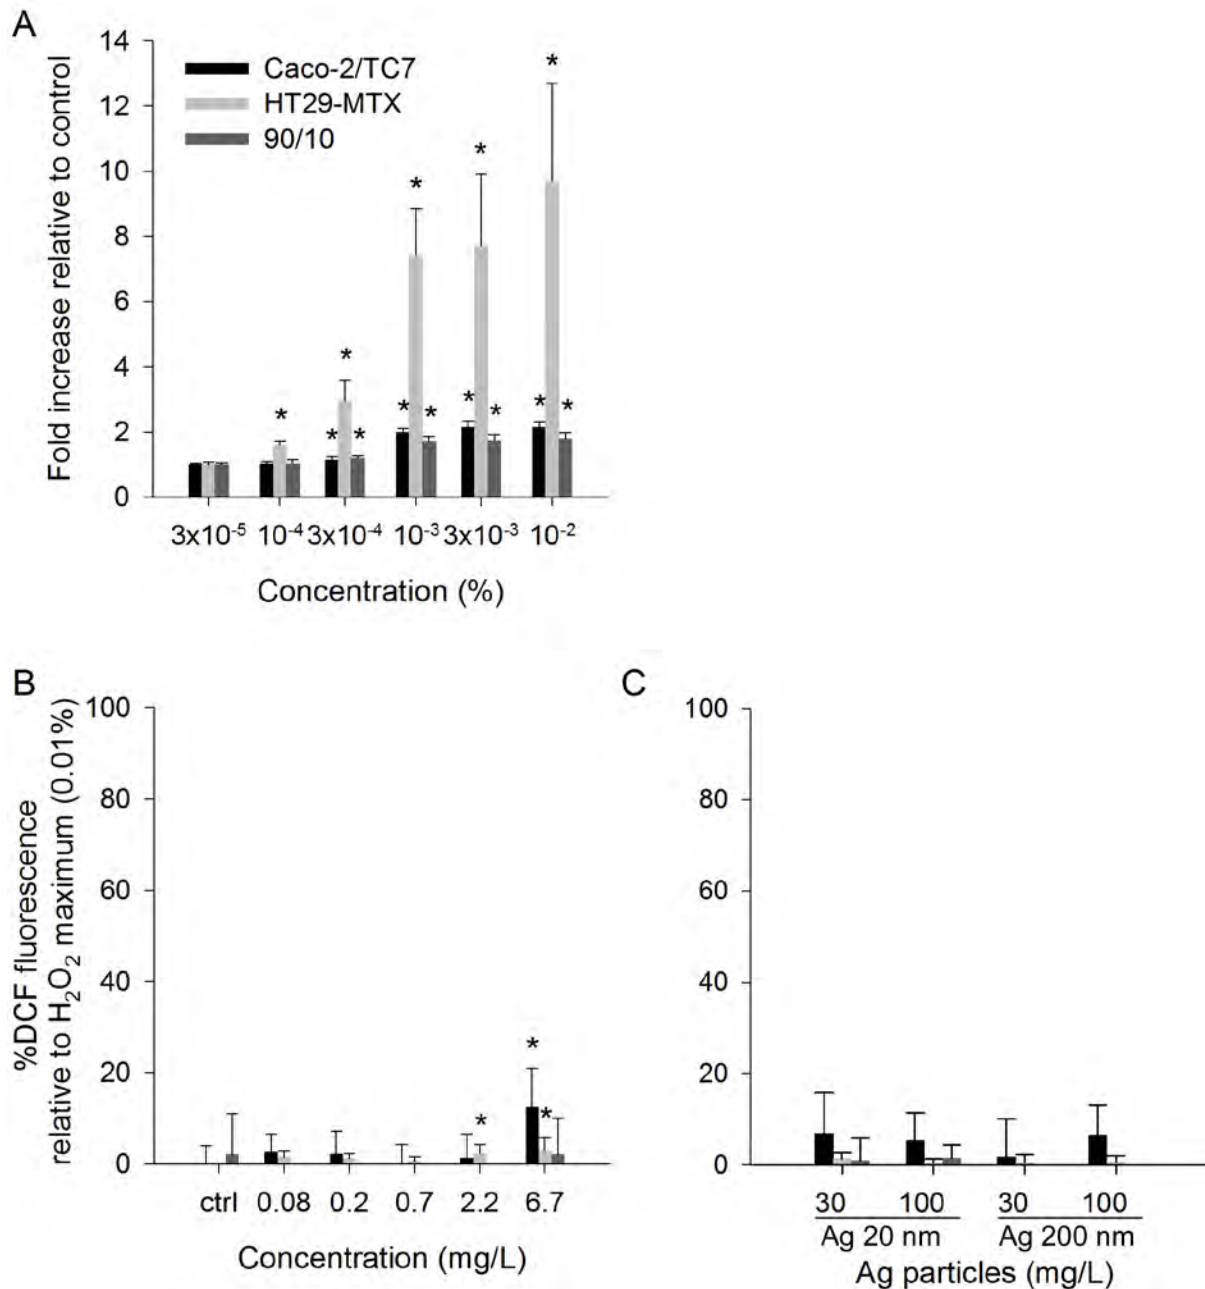 A
Fold increase relative to control
14
12
10
8
6
4
2
0
Caco-2/TC7
HT29-MTX
90/10
*
*
*
*
*
*
*
*
*
*
*
*
*
3x10⁻⁵ 10⁻⁴ 3x10⁻⁴ 10⁻³ 3x10⁻³ 10⁻²
Concentration (%)
B
%DCF fluorescence
relative to H₂O₂ maximum (0.01%)
100
80
60
40
20
0
*
*
*
ctrl 0.08 0.2 0.7 2.2 6.7
Concentration (mg/L)
C
100
80
60
40
20
0
30 100 30 100
Ag 20 nm Ag 200 nm
Ag particles (mg/L)